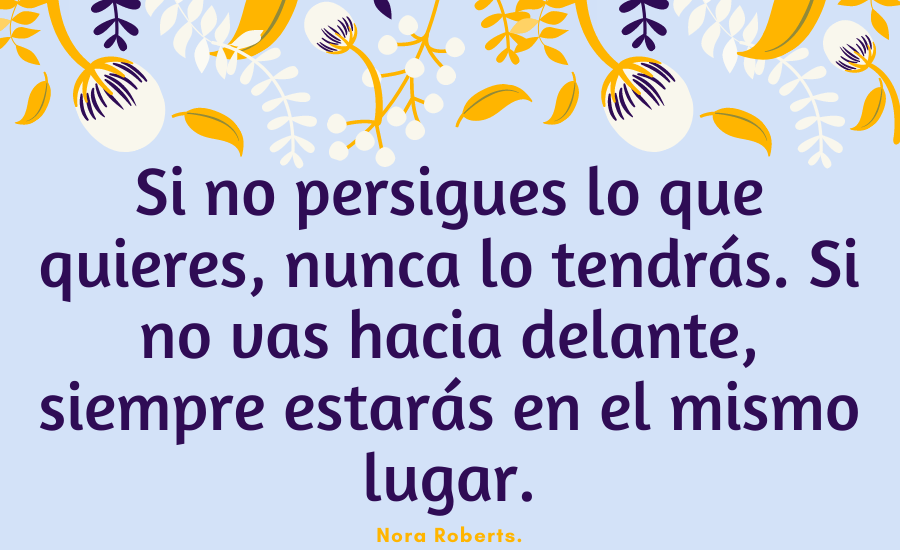 Si no persigues lo que
quieres, nunca lo tendrás. Si
no vas hacia delante,
siempre estarás en el mismo
lugar.
Nora Roberts.